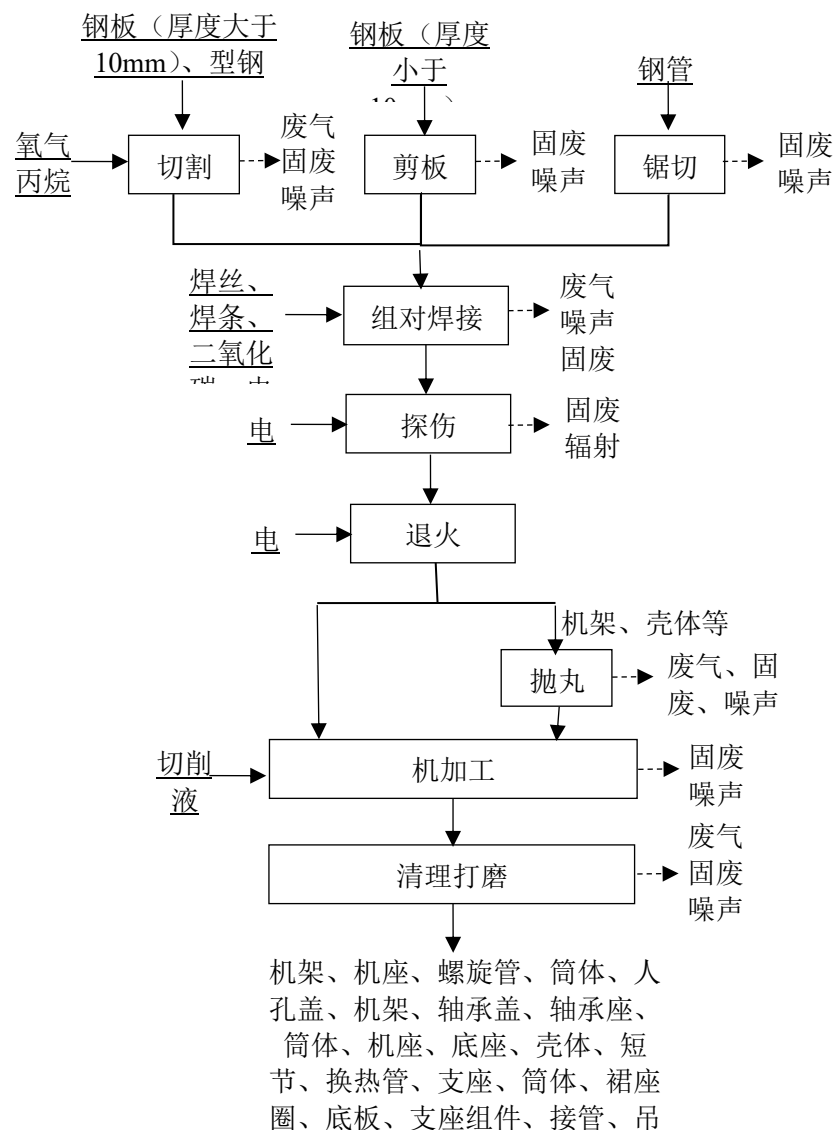 钢板（厚度大于
10mm）、型钢
钢板（厚度
小于
钢管
氧气
丙烷
切割
废气
固废
噪声
剪板
固废
噪声
锯切
固废
噪声
焊丝、
焊条、
二氧化
组对焊接
废气
噪声
固废
电
探伤
固废
辐射
电
退火
机架、壳体等
抛丸
废气、固
废、噪声
切削
液
机加工
固废
噪声
清理打磨
废气
固废
噪声
机架、机座、螺旋管、筒体、人
孔盖、机架、轴承盖、轴承座、
筒体、机座、底座、壳体、短
节、换热管、支座、筒体、裙座
圈、底板、支座组件、接管、吊